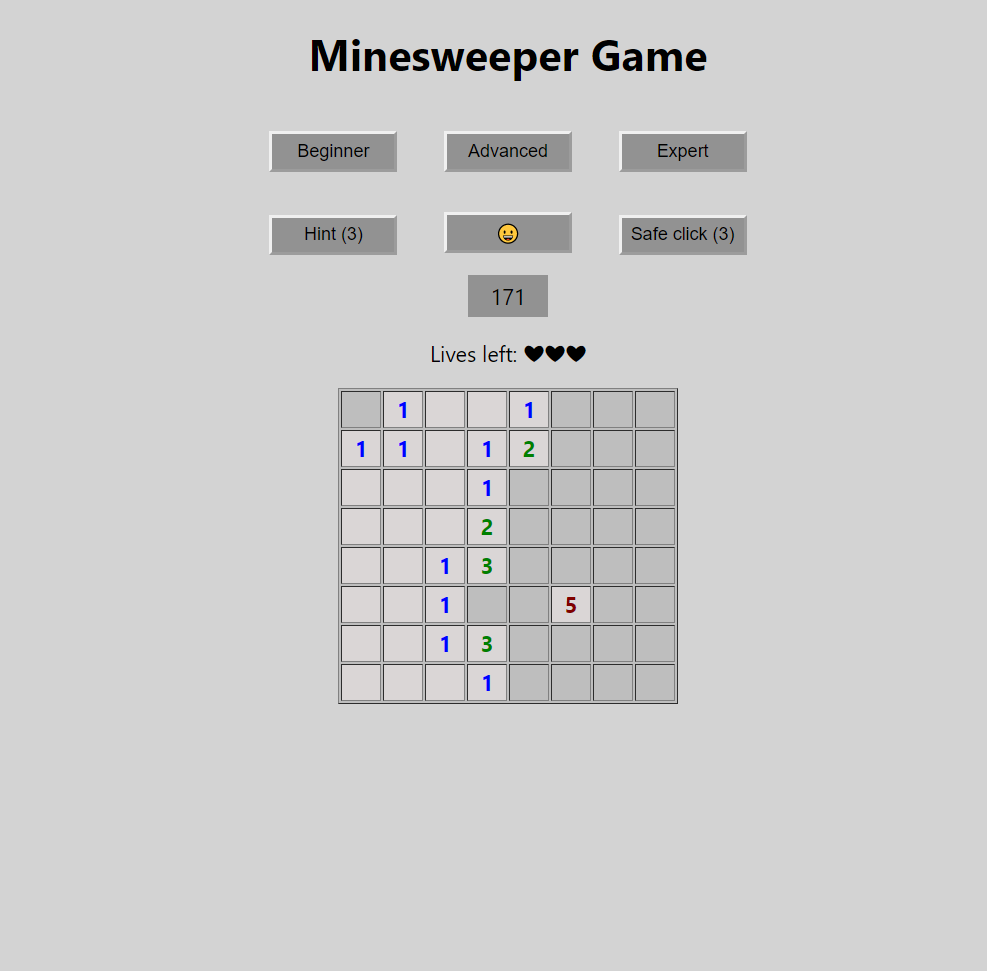 Minesweeper Game
Beginner Advanced Expert
Hint (3) 😀 Safe click (3)
171
Lives left: 🖤🖤🖤
1 1
1 1 1 2
1
2
1 3
1 5
1 3
1